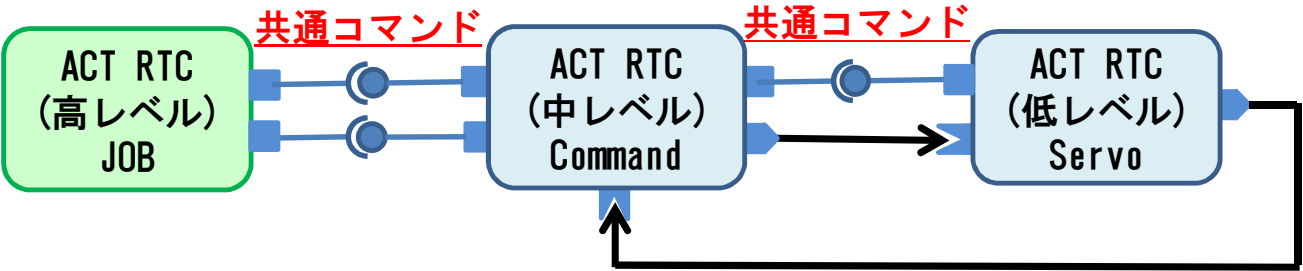 共通コマンド
共通コマンド
ACT RTC
(高レベル)
JOB
ACT RTC
(中レベル)
Command
ACT RTC
(低レベル)
Servo